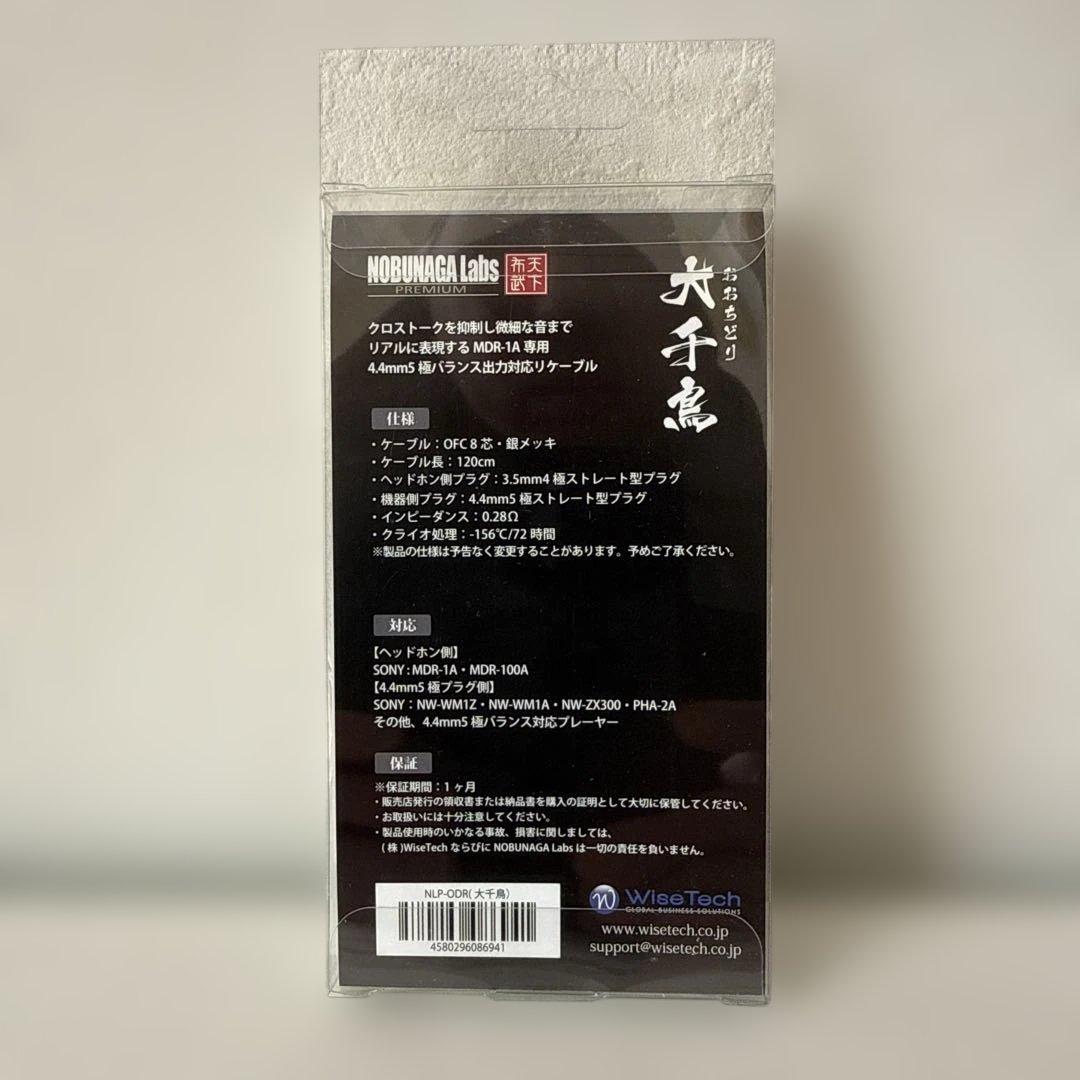 NOBUNAGA Labs
PREMIUM
天下布武
大千鳥
おおちどり
クロストークを抑制し微細な音まで
リアルに表現する MDR-1A 専用
4.4mm5 極バランス出力対応リケーブル
仕様
・ケーブル：OFC 8 芯・銀メッキ
・ケーブル長：120cm
・ヘッドホン側プラグ：3.5mm4 極ストレート型プラグ
・機器側プラグ：4.4mm5 極ストレート型プラグ
・インピーダンス：0.28Ω
・クライオ処理：-156℃/72 時間
※製品の仕様は予告なく変更することがあります。予めご了承ください。
対応
【ヘッドホン側】
SONY : MDR-1A・MDR-100A
【4.4mm5 極プラグ側】
SONY：NW-WM1Z・NW-WM1A・NW-ZX300・PHA-2A
その他、4.4mm5 極バランス対応プレーヤー
保証
※保証期間：1 ヶ月
・販売店発行の領収書または納品書を購入の証明として大切に保管してください。
・お取扱いには十分注意してください。
・製品使用時のいかなる事故、損害に関しましては、
( 株 )WiseTech ならびに NOBUNAGA Labs は一切の責任を負いません。
NLP-ODR( 大千鳥)
4580296086941
W WiseTech
GLOBAL BUSINESS SOLUTIONS
www.wisetech.co.jp
support@wisetech.co.jp